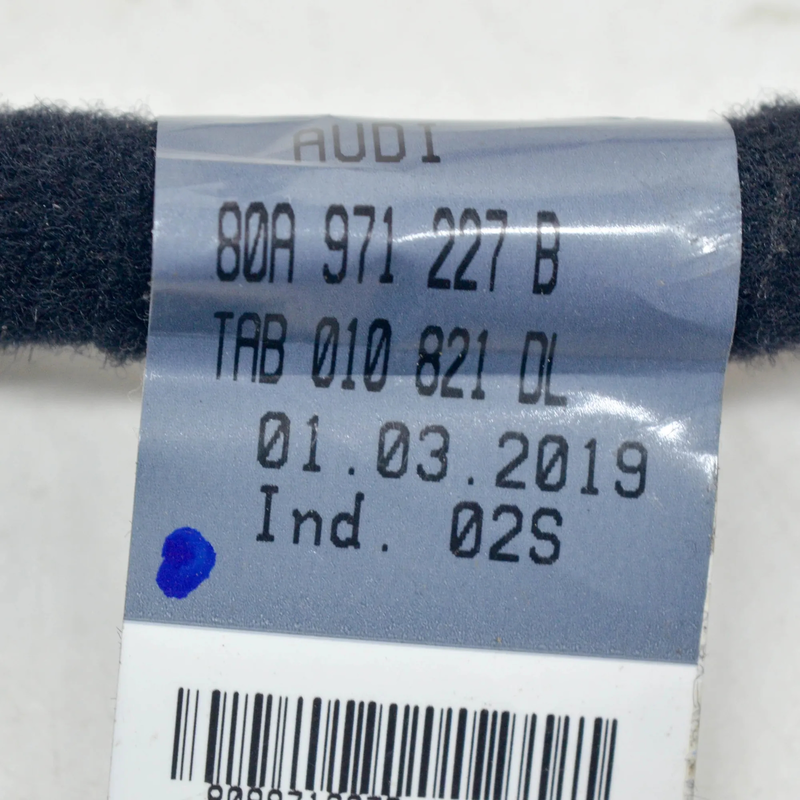 AUDI
80A 971 227 B
TAB 010 821 DL
01.03.2019
Ind. 02S